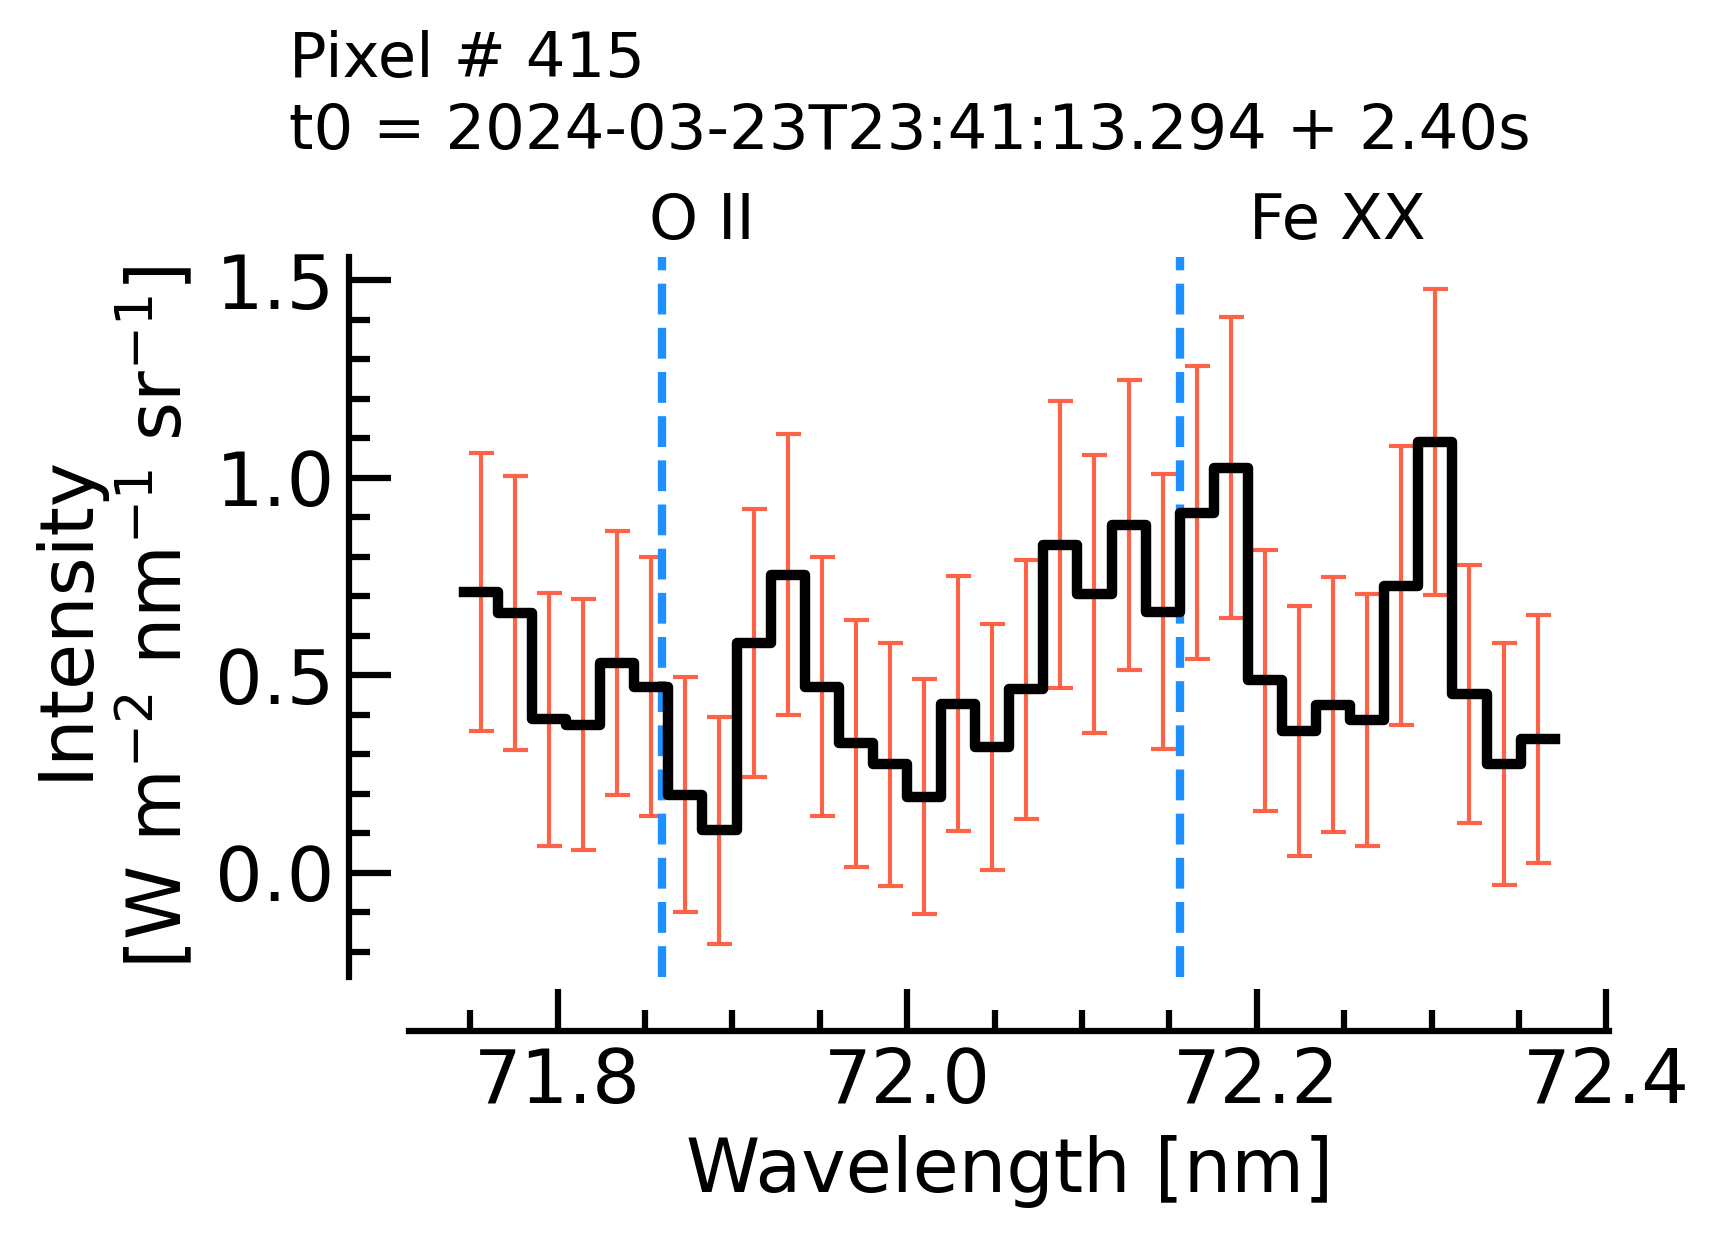 Pixel # 415
t0 = 2024-03-23T23:41:13.294 + 2.40s
O II Fe XX
Intensity
[W m⁻² nm⁻¹ sr⁻¹]
1.5
1.0
0.5
0.0
71.8 72.0 72.2 72.4
Wavelength [nm]